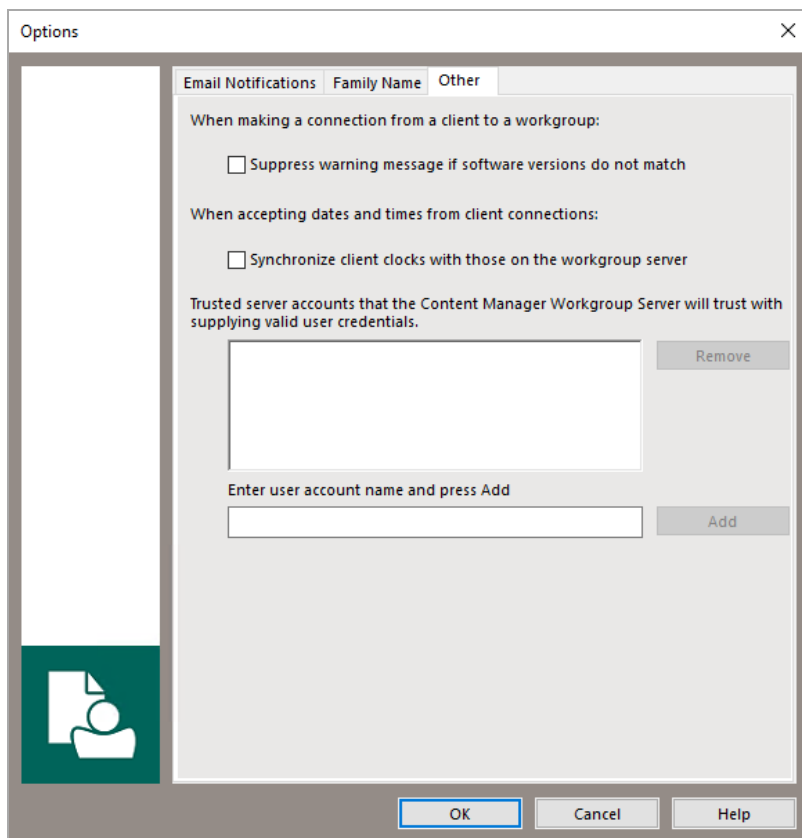 Options
Email Notifications Family Name Other
When making a connection from a client to a workgroup:
Suppress warning message if software versions do not match
When accepting dates and times from client connections:
Synchronize client clocks with those on the workgroup server
Trusted server accounts that the Content Manager Workgroup Server will trust with
supplying valid user credentials.
Remove
Enter user account name and press Add
Add
OK Cancel Help